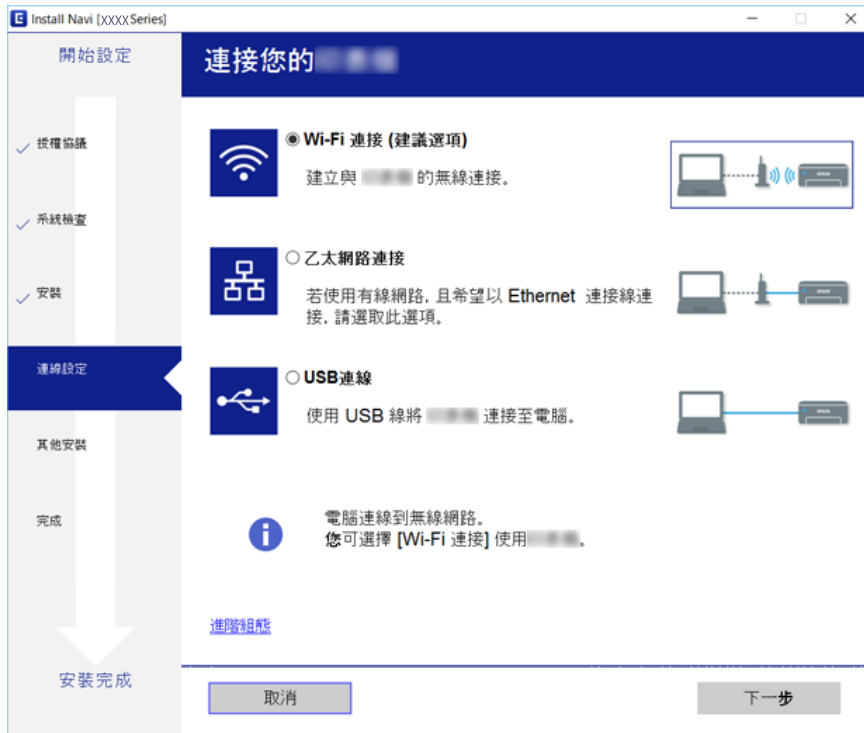 E Install Navi [XXXX Series]
開始設定
授權協議
系統檢查
安裝
連線設定
其他安裝
完成
安裝完成
連接您的
Wi-Fi 連接 (建議選項)
建立與 的無線連接。
乙太網路連接
若使用有線網路, 且希望以 Ethernet 連接線連
接, 請選取此選項。
USB連線
使用 USB 線將 連接至電腦。
電腦連線到無線網路。
您可選擇 [Wi-Fi 連接] 使用 。
進階組態
取消
下一步
EPSON
EPSON
EPSON